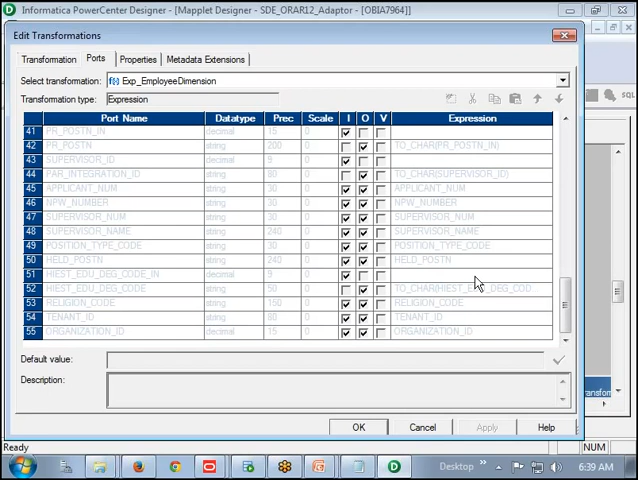 Informatica PowerCenter Designer - [Mapplet Designer - SDE_ORAR12_Adaptor - [OBIA7964]]
Edit Transformations
Transformation Ports Properties Metadata Extensions
Select transformation: f(x) Exp_EmployeeDimension
Transformation type: Expression
SQL
Port Name Datatype Prec Scale I O V Expression
41 PR_POSTN_IN decimal 15 0
42 PR_POSTN string 200 0 TO_CHAR(PR_POSTN_IN)
43 SUPERVISOR_ID decimal 9 0
44 PAR_INTEGRATION_ID string 80 0 TO_CHAR(SUPERVISOR_ID)
45 APPLICANT_NUM string 30 0 APPLICANT_NUM
46 NPW_NUMBER string 30 0 NPW_NUMBER
47 SUPERVISOR_NUM string 30 0 SUPERVISOR_NUM
48 SUPERVISOR_NAME string 240 0 SUPERVISOR_NAME
49 POSITION_TYPE_CODE string 30 0 POSITION_TYPE_CODE
50 HELD_POSTN string 240 0 HELD_POSTN
51 HIEST_EDU_DEG_CODE_IN decimal 9 0
52 HIEST_EDU_DEG_CODE string 50 0 TO_CHAR(HIEST_EDU_DEG_COD...
53 RELIGION_CODE string 150 0 RELIGION_CODE
54 TENANT_ID string 80 0 TENANT_ID
55 ORGANIZATION_ID decimal 15 0 ORGANIZATION_ID
Default value:
Description:
OK Cancel Apply Help
Ready NUM
Desktop 6:39 AM